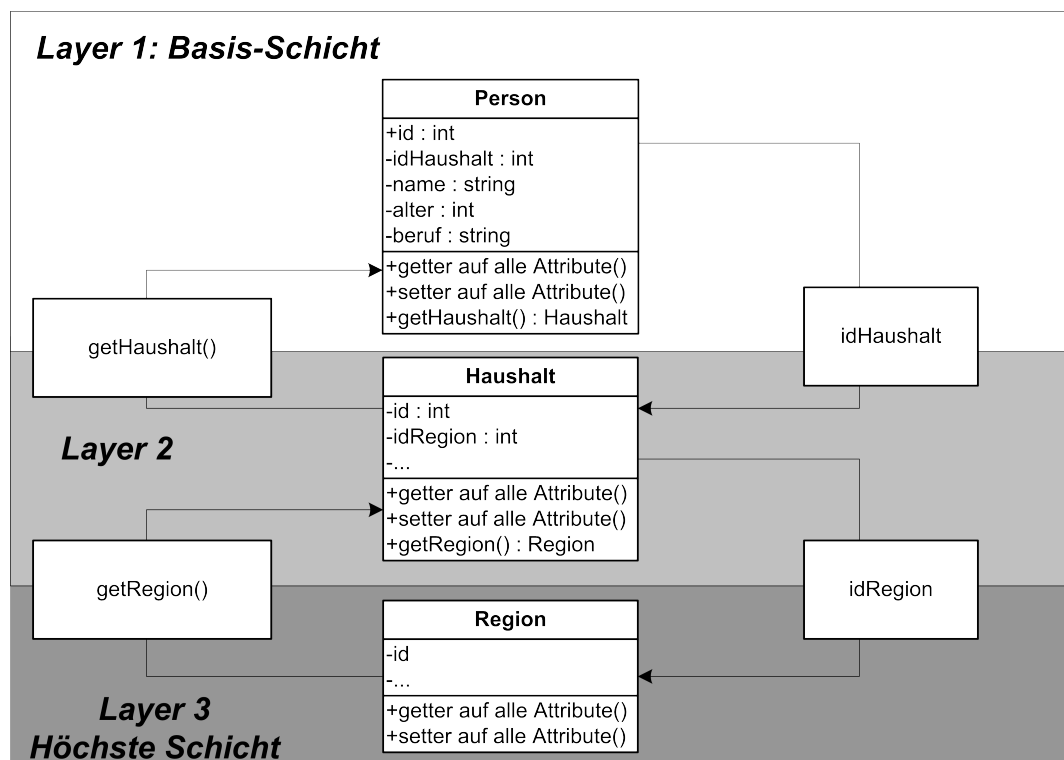 Layer 1: Basis-Schicht
Person
+id : int
-idHaushalt : int
-name : string
-alter : int
-beruf : string
+getter auf alle Attribute()
+setter auf alle Attribute()
+getHaushalt() : Haushalt
getHaushalt()
idHaushalt
Layer 2
Haushalt
-id : int
-idRegion : int
-...
+getter auf alle Attribute()
+setter auf alle Attribute()
+getRegion() : Region
getRegion()
idRegion
Region
-id
-...
+getter auf alle Attribute()
+setter auf alle Attribute()
Layer 3
Höchste Schicht